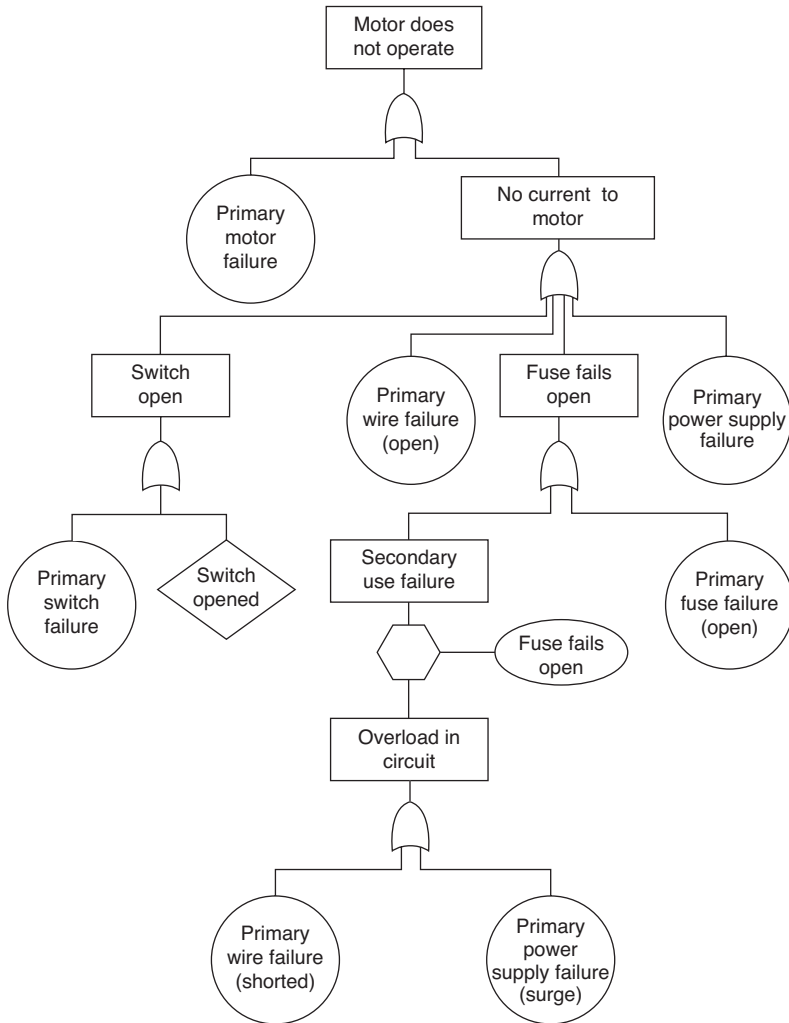 Motor does
not operate
Primary
motor
failure
No current to
motor
Switch
open
Primary
wire failure
(open)
Fuse fails
open
Primary
power supply
failure
Primary
switch
failure
Switch
opened
Secondary
use failure
Primary
fuse failure
(open)
Fuse fails
open
Overload in
circuit
Primary
wire failure
(shorted)
Primary
power
supply failure
(surge)